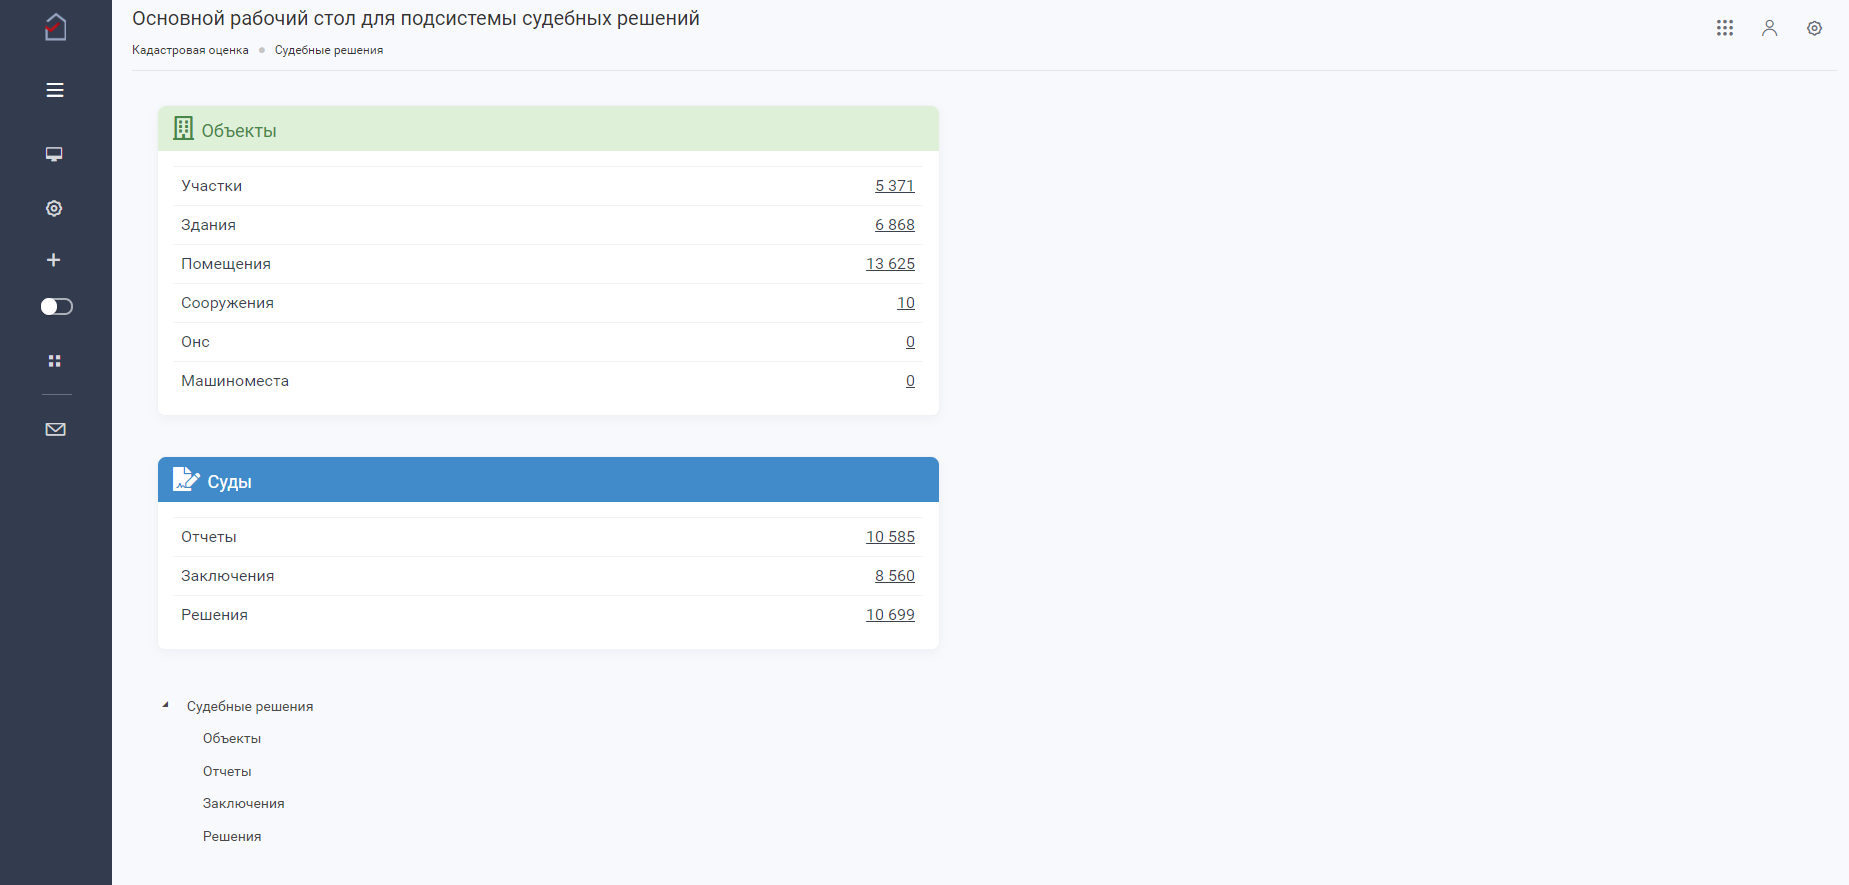 Основной рабочий стол для подсистемы судебных решений
Кадастровая оценка Судебные решения
Объекты
Участки 5 371
Здания 6 868
Помещения 13 625
Сооружения 10
Онс 0
Машиноместа 0
Суды
Отчеты 10 585
Заключения 8 560
Решения 10 699
Судебные решения
Объекты
Отчеты
Заключения
Решения